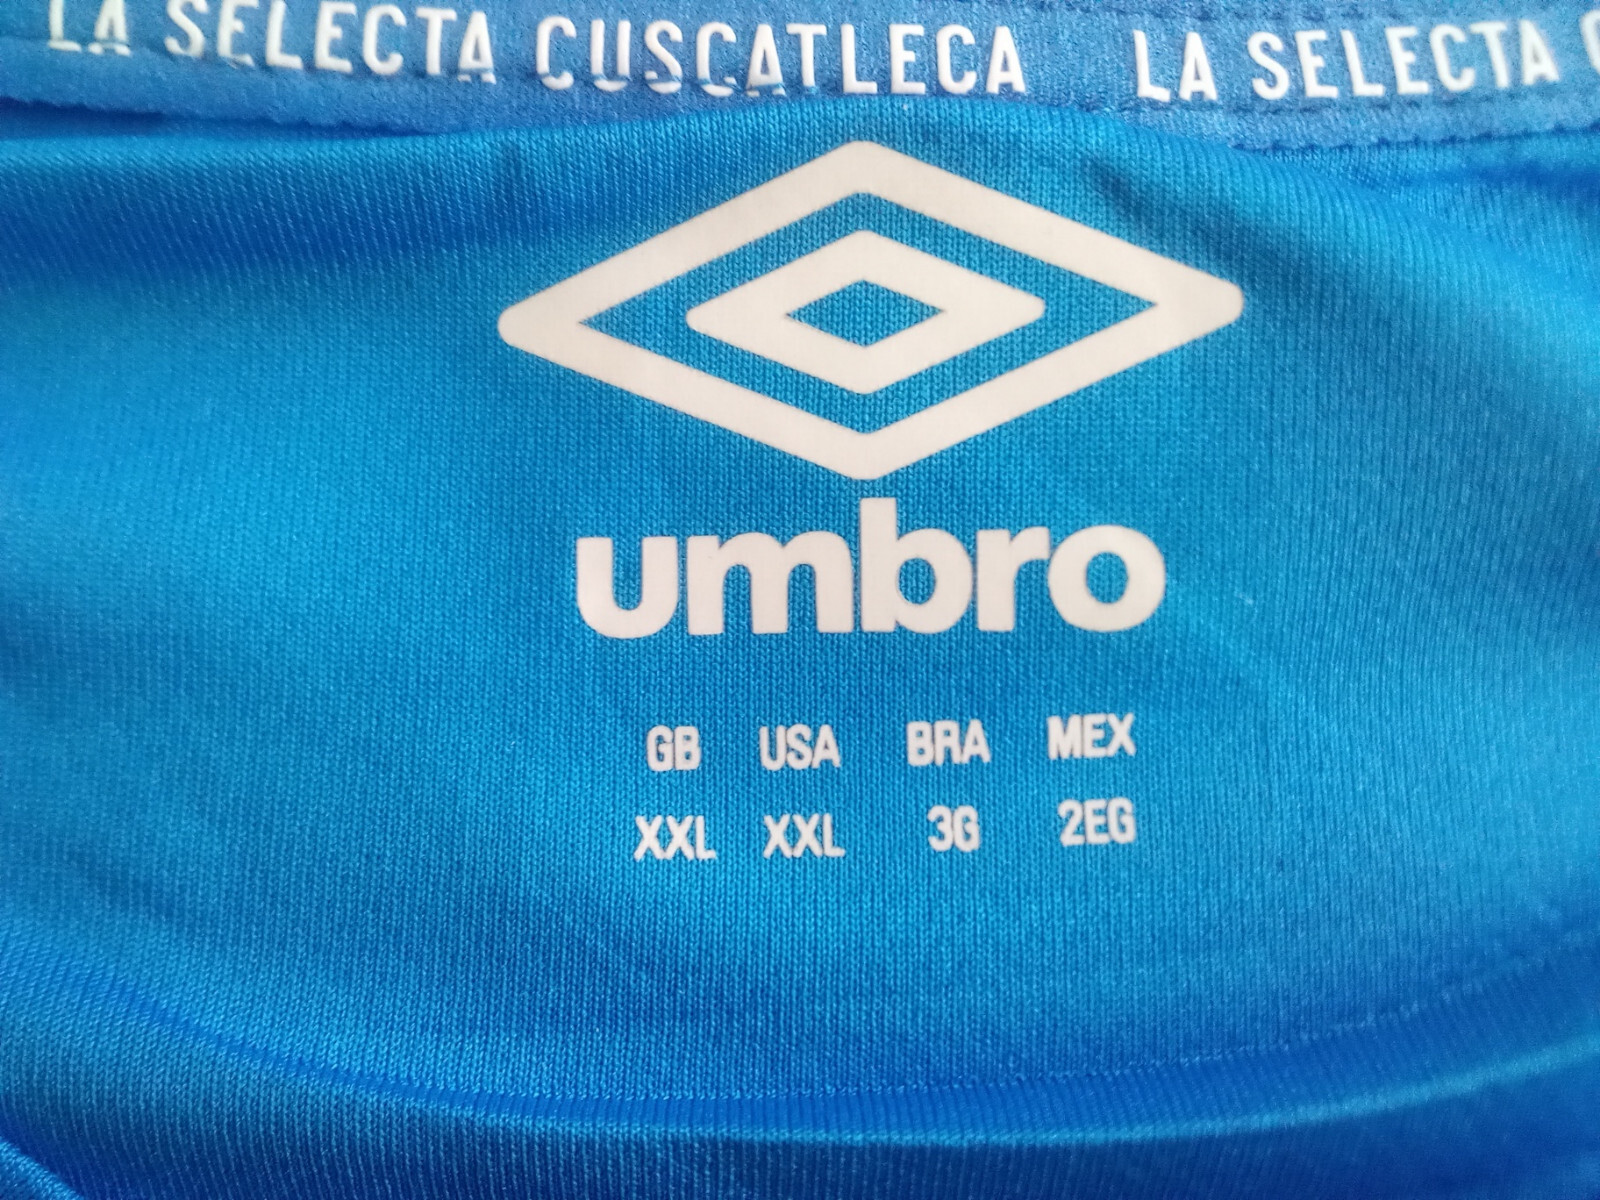 LA SELECTA CUSCATLECA LA SELECTA
umbro
GB USA BRA MEX
XXL XXL 3G 2EG